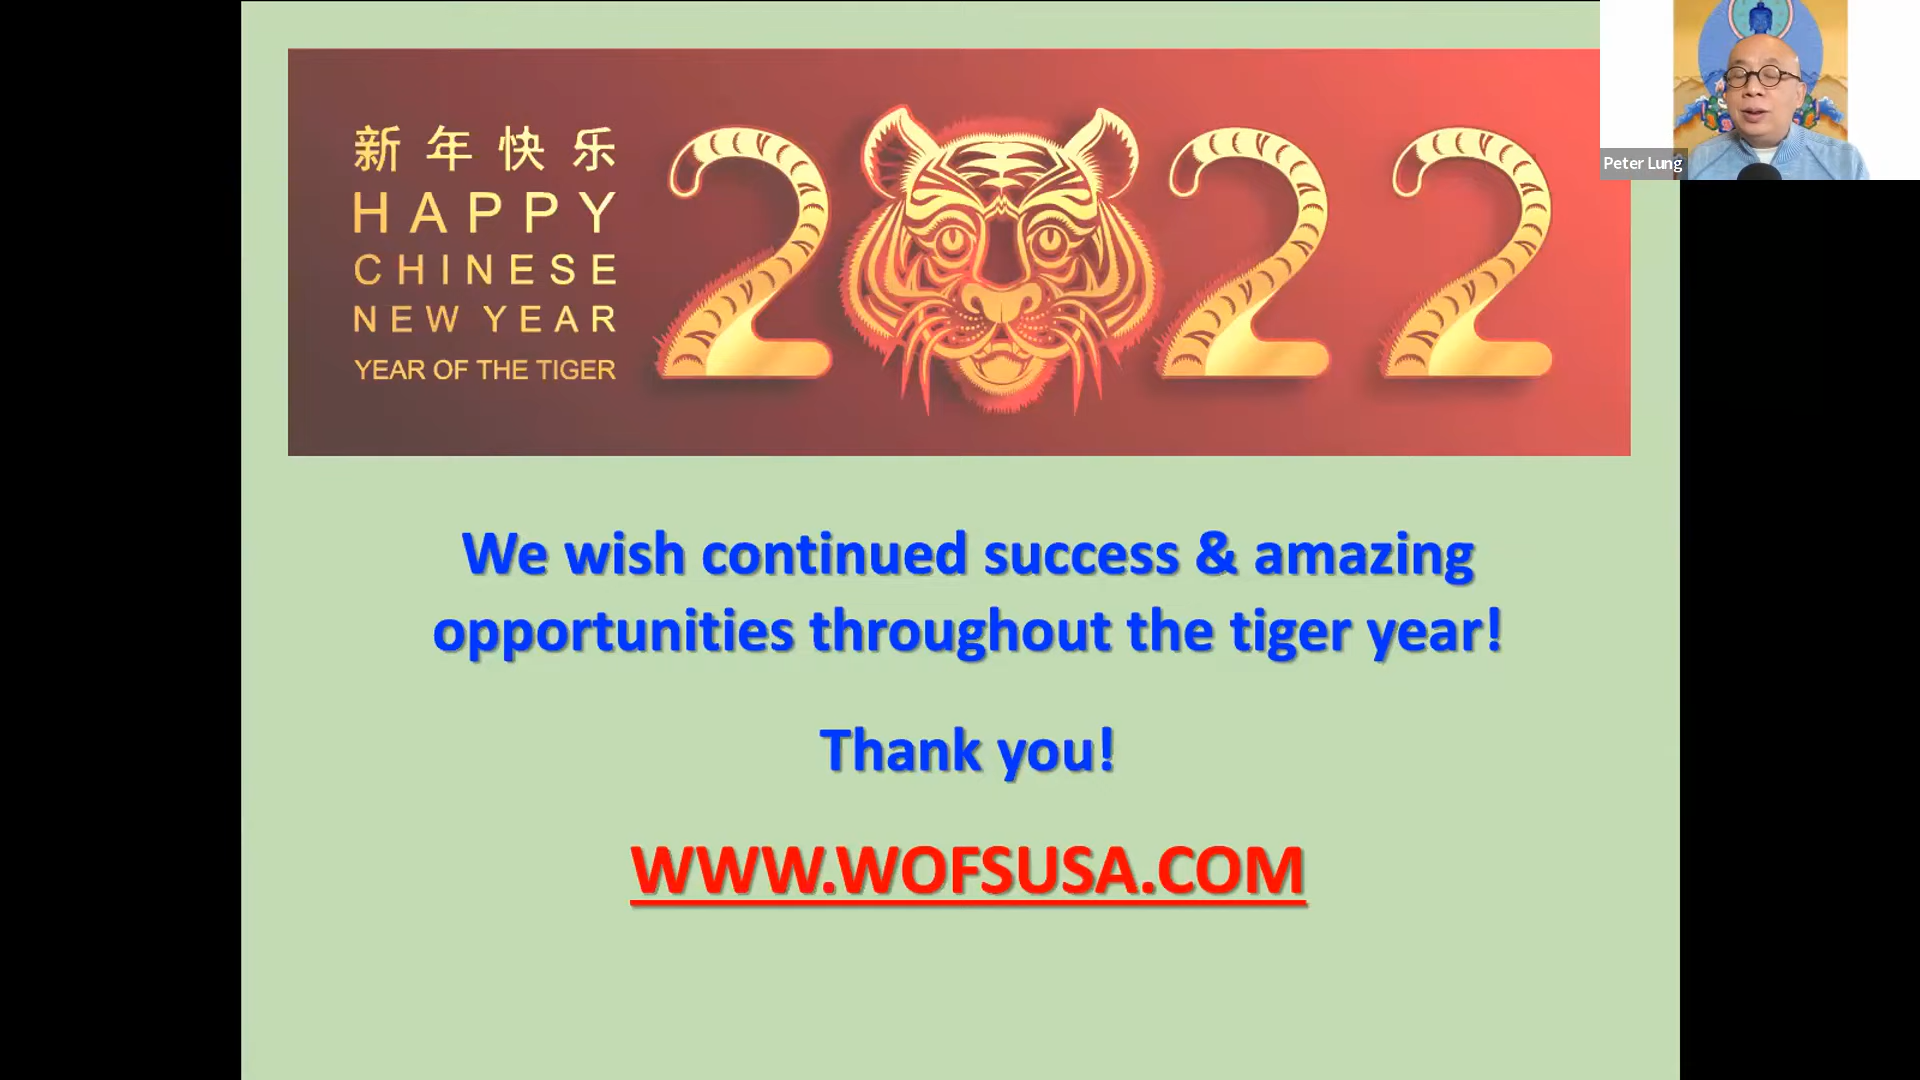 新年快乐
HAPPY
CHINESE
NEW YEAR
YEAR OF THE TIGER
2022
Peter Lung
We wish continued success & amazing
opportunities throughout the tiger year!
Thank you!
WWW.WOFSUSA.COM